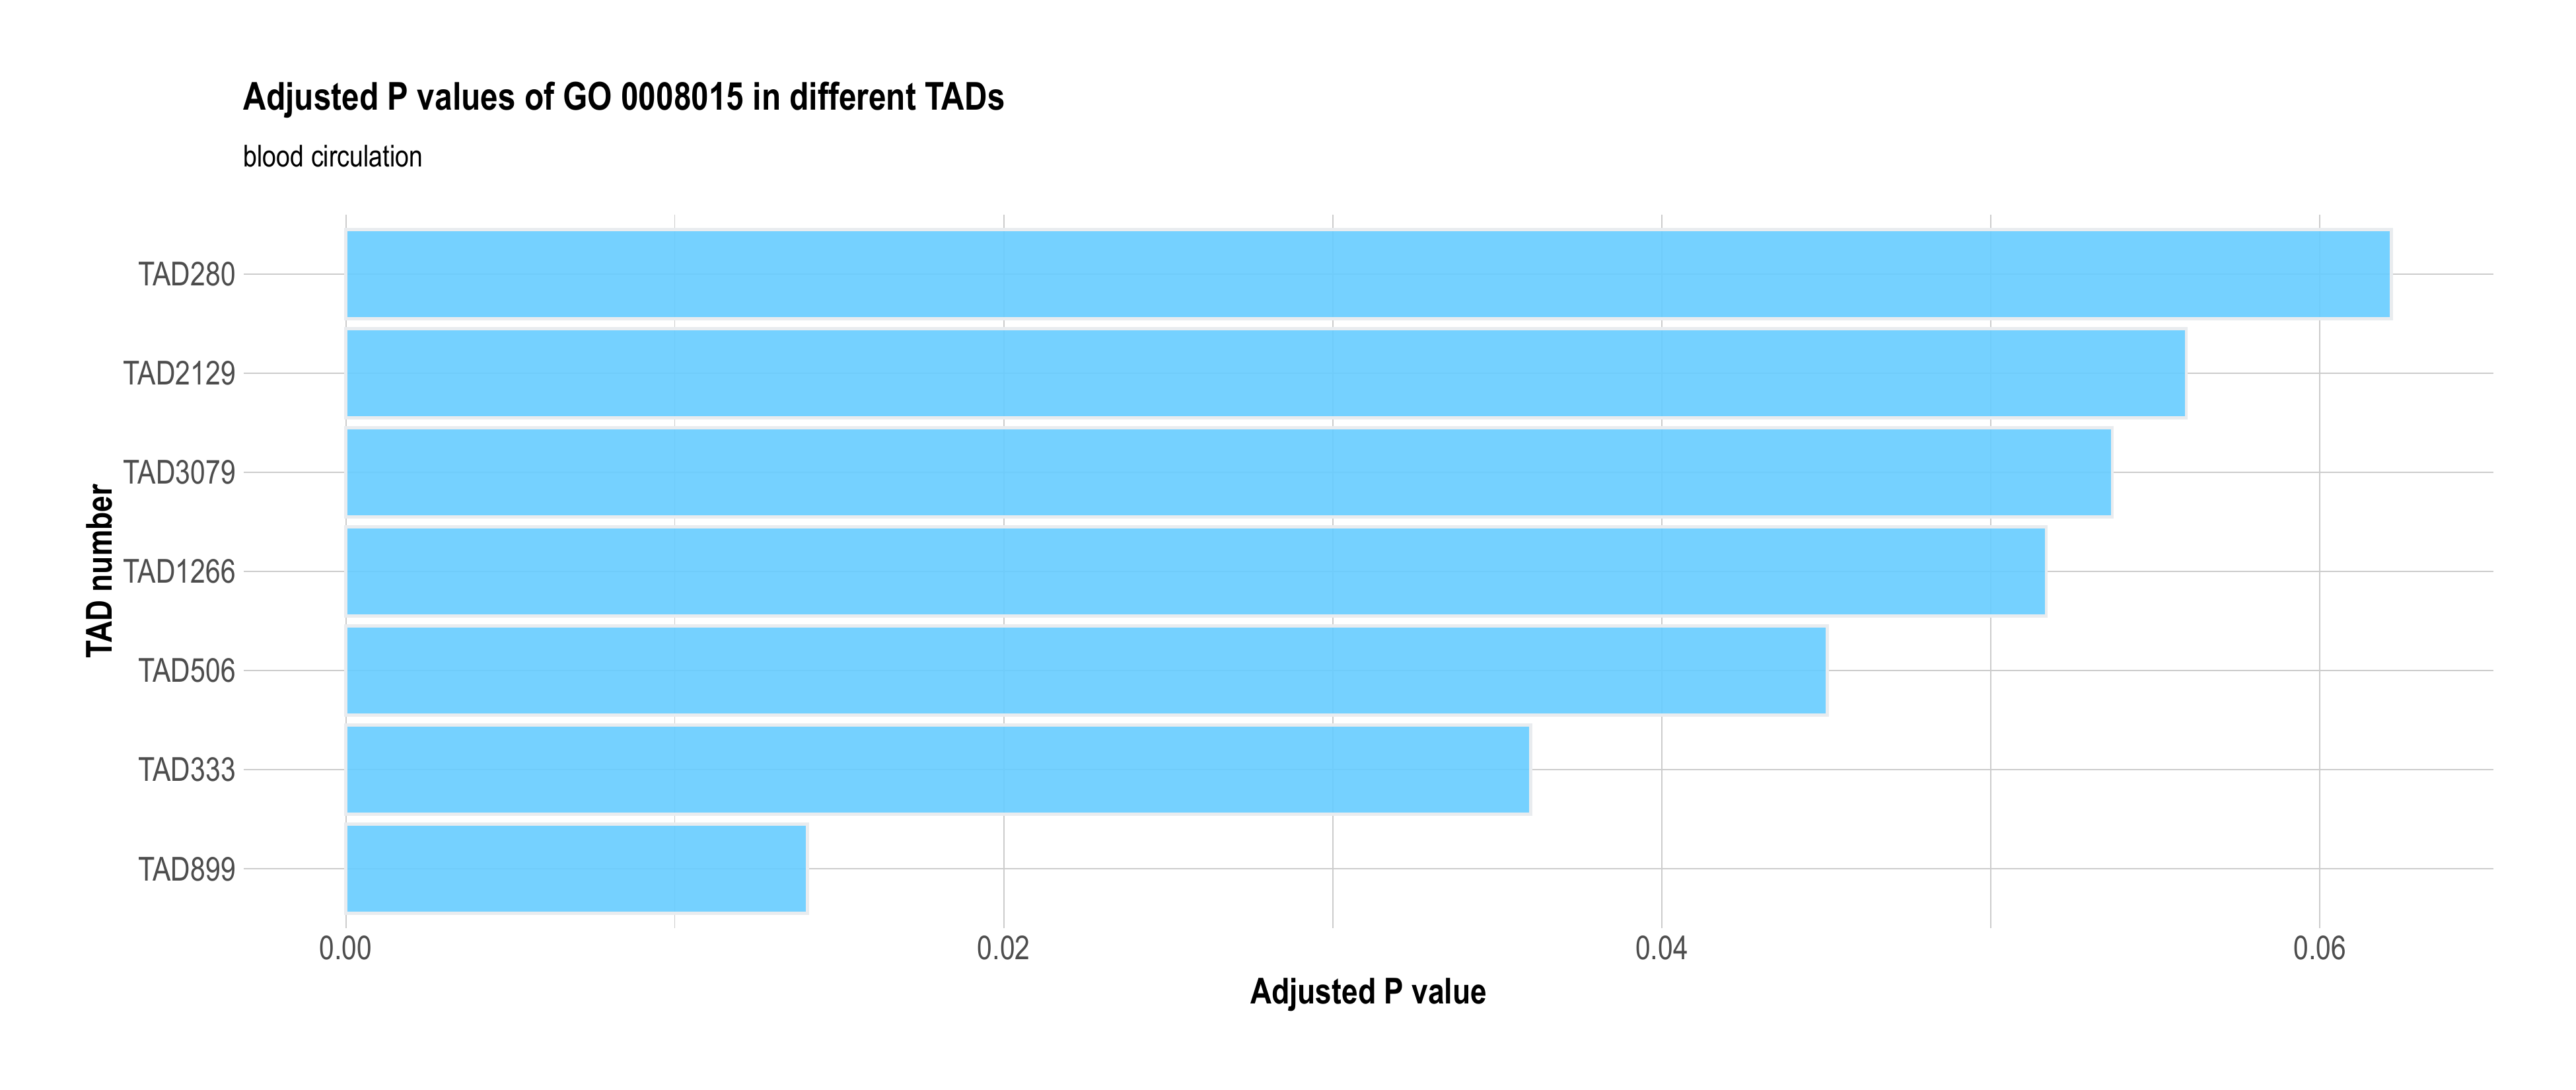 Adjusted P values of GO 0008015 in different TADs
blood circulation
TAD number
TAD280
TAD2129
TAD3079
TAD1266
TAD506
TAD333
TAD899
0.00 0.02 0.04 0.06
Adjusted P value